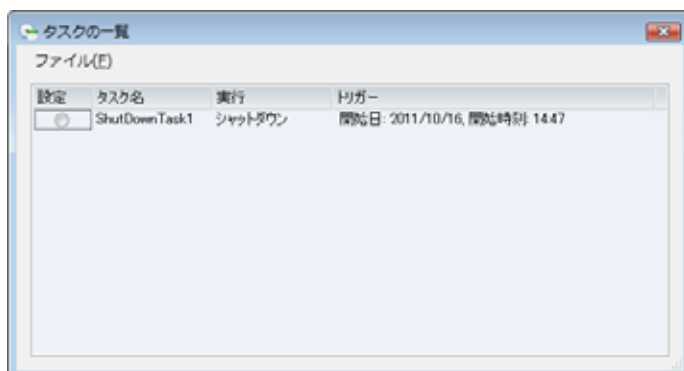 タスクの一覧
ファイル(F)
設定 タスク名 実行 トリガー
ShutDownTask1 シャットダウン 開始日: 2011/10/16, 開始時刻: 14:47